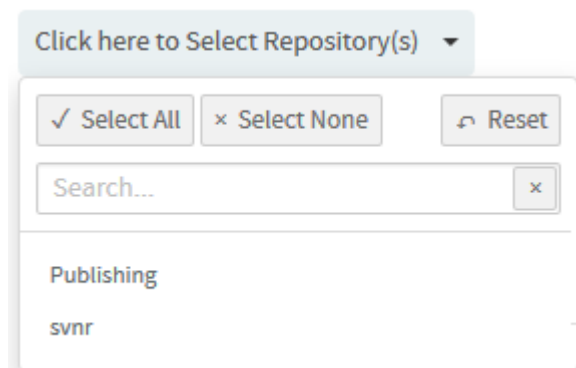 Click here to Select Repository(s)
✓ Select All × Select None Reset
Search... ×
Publishing
svnr